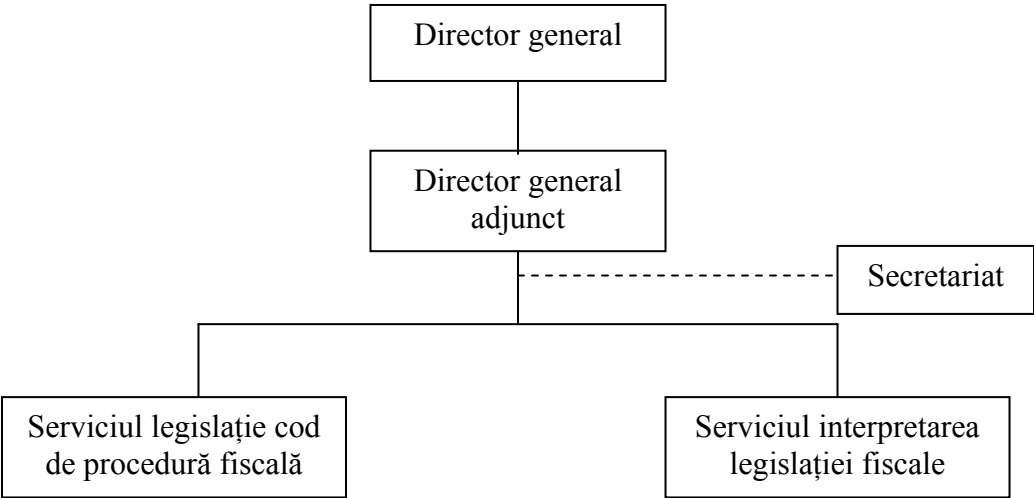 Director general
Director general
adjunct
Secretariat
Serviciul legislație cod
de procedură fiscală
Serviciul interpretarea
legislației fiscale